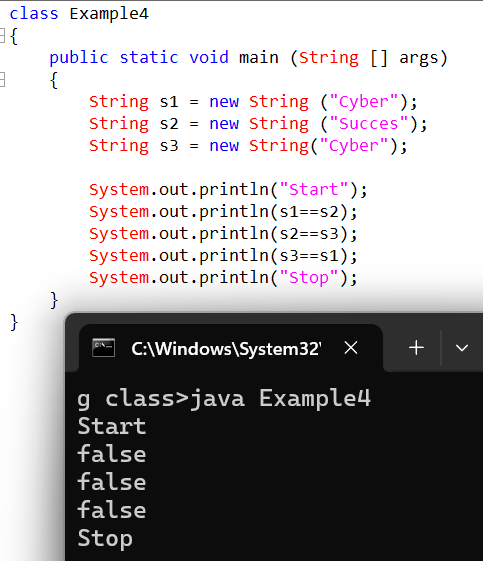 class Example4
{
public static void main (String [] args)
{
String s1 = new String ("Cyber");
String s2 = new String ("Succes");
String s3 = new String("Cyber");
System.out.println("Start");
System.out.println(s1==s2);
System.out.println(s2==s3);
System.out.println(s3==s1);
System.out.println("Stop");
}
}
C:\Windows\System32\
g class>java Example4
Start
false
false
false
Stop